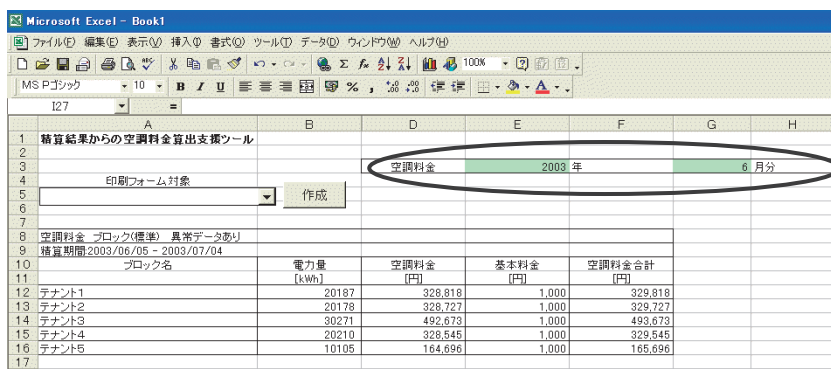 Microsoft Excel - Book1
ファイル(F) 編集(E) 表示(V) 挿入(I) 書式(O) ツール(T) データ(D) ウィンドウ(W) ヘルプ(H)
100%
MS Pゴシック 10 B I U % ,
I27 =
A B D E F G H
1 精算結果からの空調料金算出支援ツール
2
3 空調料金 2003 年 6 月分
4 印刷フォーム対象
5 作成
6
7
8 空調料金 ブロック(標準) 異常データあり
9 精算期間:2003/06/05 - 2003/07/04
10 ブロック名 電力量 空調料金 基本料金 空調料金合計
11 [kWh] [円] [円] [円]
12 テナント1 20187 328,818 1,000 329,818
13 テナント2 20178 328,727 1,000 329,727
14 テナント3 30271 492,673 1,000 493,673
15 テナント4 20210 328,545 1,000 329,545
16 テナント5 10105 164,696 1,000 165,696
17